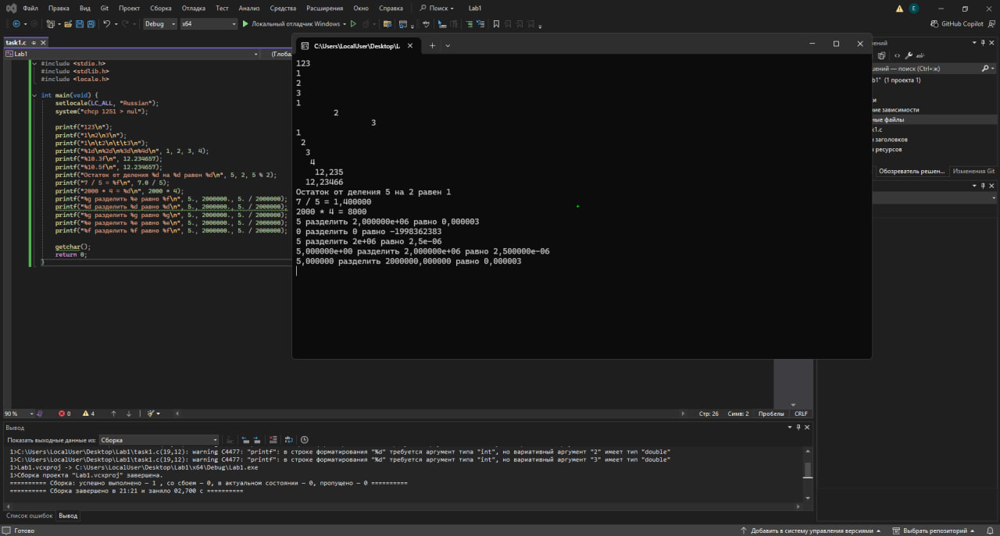 Файл Правка Вид Git Проект Сборка Отладка Тест Анализ Средства Расширения Окно Справка Поиск Lab1 E
Debug x64 Локальный отладчик Windows GitHub Copilot
task1.c
Lab1 (Глоба
#include <stdio.h>
#include <stdlib.h>
#include <locale.h>
int main(void) {
setlocale(LC_ALL, "Russian");
system("chcp 1251 > nul");
printf("123\n");
printf("1\n2\n3\n");
printf("1\n\t2\n\t\t3\n");
printf("%1d\n%2d\n%3d\n%4d\n", 1, 2, 3, 4);
printf("%10.3f\n", 12.234657);
printf("%10.5f\n", 12.234657);
printf("Остаток от деления %d на %d равен %d\n", 5, 2, 5 % 2);
printf("7 / 5 = %f\n", 7.0 / 5);
printf("2000 * 4 = %d\n", 2000 * 4);
printf("%g разделить %e равно %f\n", 5., 2000000., 5. / 2000000);
printf("%d разделить %d равно %d\n", 5., 2000000., 5. / 2000000);
printf("%g разделить %g равно %g\n", 5., 2000000., 5. / 2000000);
printf("%e разделить %e равно %e\n", 5., 2000000., 5. / 2000000);
printf("%f разделить %f равно %f\n", 5., 2000000., 5. / 2000000);
getchar();
return 0;
}
C:\Users\LocalUser\Desktop\L
123
1
2
3
1
2
3
1
2
3
4
12,235
12,23466
Остаток от деления 5 на 2 равен 1
7 / 5 = 1,400000
2000 * 4 = 8000
5 разделить 2,000000e+06 равно 0,000003
0 разделить 0 равно -1998362383
5 разделить 2e+06 равно 2,5e-06
5,000000e+00 разделить 2,000000e+06 равно 2,500000e-06
5,000000 разделить 2000000,000000 равно 0,000003
ений
шений — поиск (Ctrl+ж)
b1" (1 проекта 1)
и
ние зависимости
ные файлы
k1.c
заголовков
ресурсов
Обозреватель решен... Изменения Git
90 % 0 4 Стр: 26 Симв: 2 Пробелы CRLF
Вывод
Показать выходные данные из: Сборка
1>C:\Users\LocalUser\Desktop\Lab1\task1.c(19,12): warning C4477: "printf": в строке форматирования "%d" требуется аргумент типа "int", но вариативный аргумент "2" имеет тип "double"
1>C:\Users\LocalUser\Desktop\Lab1\task1.c(19,12): warning C4477: "printf": в строке форматирования "%d" требуется аргумент типа "int", но вариативный аргумент "3" имеет тип "double"
1>Lab1.vcxproj -> C:\Users\LocalUser\Desktop\Lab1\x64\Debug\Lab1.exe
1>Сборка проекта "Lab1.vcxproj" завершена.
========== Сборка: успешно выполнено — 1 , со сбоем — 0, в актуальном состоянии — 0, пропущено — 0 ==========
========== Сборка завершено в 21:21 и заняло 02,700 с ==========
Список ошибок Вывод
Готово Добавить в систему управления версиями Выбрать репозиторий